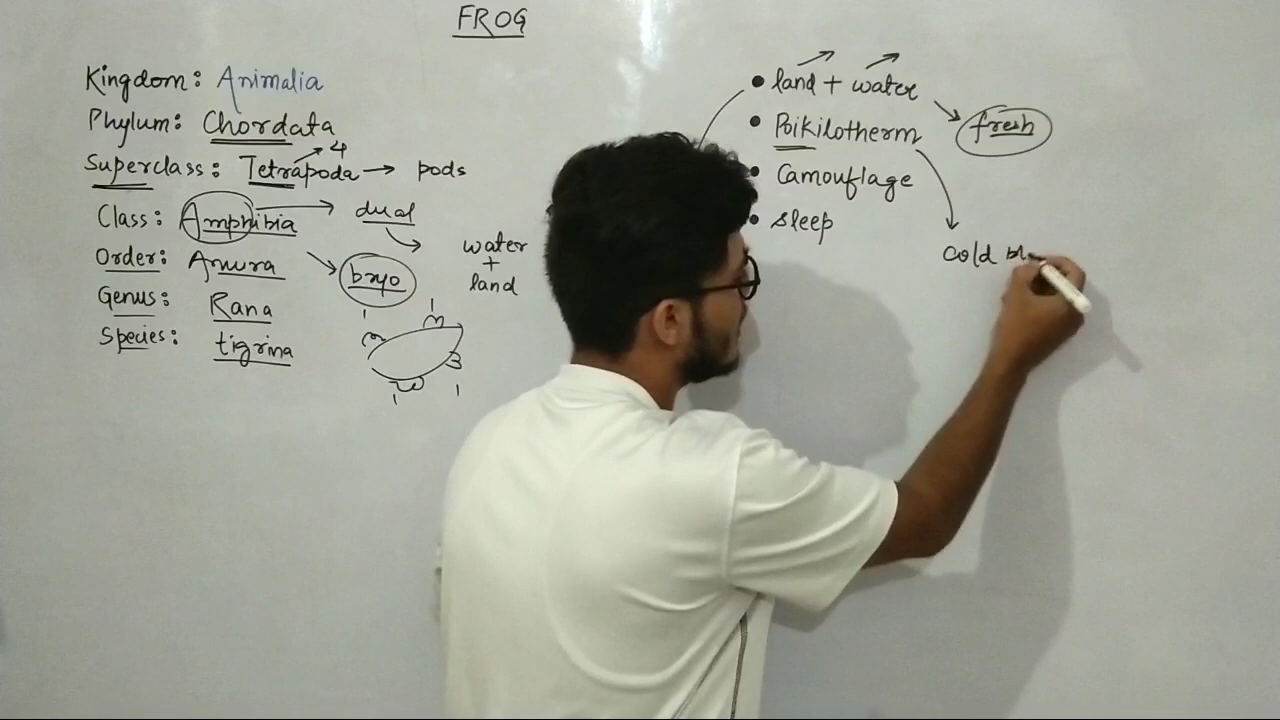 FROG
Kingdom: Animalia
Phylum: Chordata
4
Superclass: Tetrapoda → pods
Class: Amphibia → dual
water
+
land
Order: Anura
bryo
Genus: Rana
Species: tigrina
• land + water
fresh
• Poikilotherm
• Camouflage
• sleep
cold bl